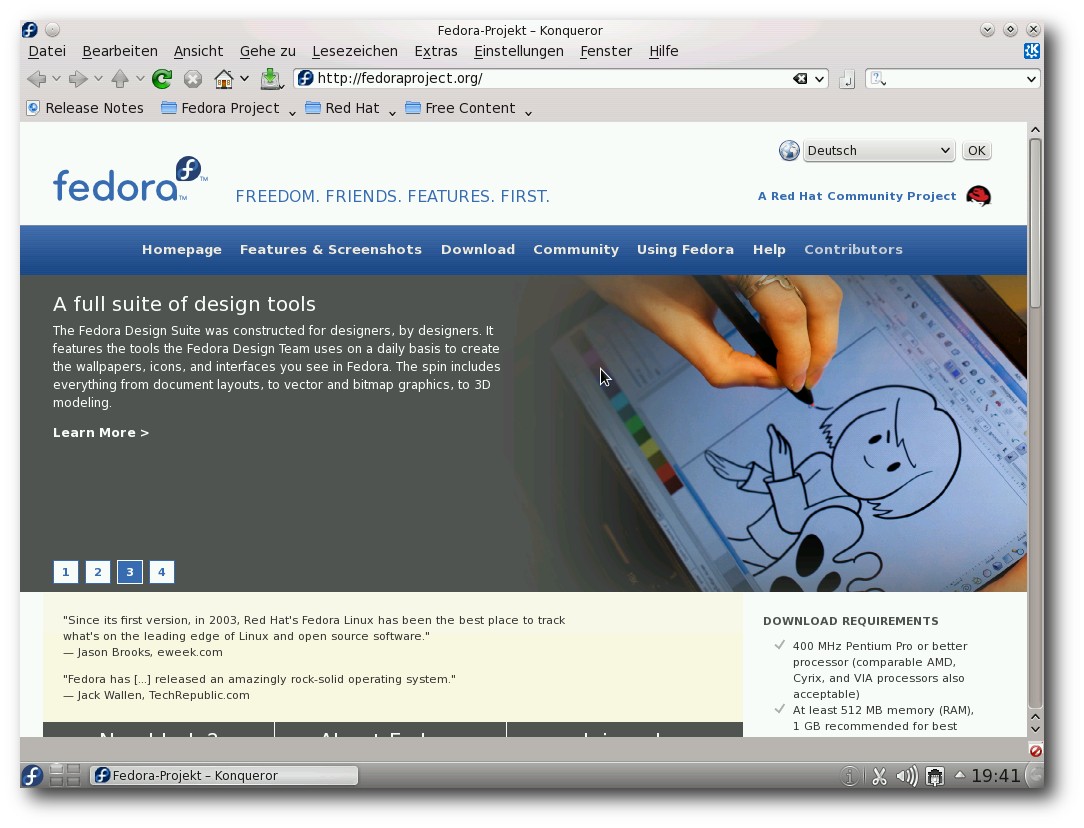 Fedora-Projekt – Konqueror
Datei Bearbeiten Ansicht Gehe zu Lesezeichen Extras Einstellungen Fenster Hilfe
http://fedoraproject.org/
Release Notes Fedora Project Red Hat Free Content
Deutsch OK
fedora™
FREEDOM. FRIENDS. FEATURES. FIRST.
A Red Hat Community Project
Homepage Features & Screenshots Download Community Using Fedora Help Contributors
A full suite of design tools
The Fedora Design Suite was constructed for designers, by designers. It
features the tools the Fedora Design Team uses on a daily basis to create
the wallpapers, icons, and interfaces you see in Fedora. The spin includes
everything from document layouts, to vector and bitmap graphics, to 3D
modeling.
Learn More >
1 2 3 4
"Since its first version, in 2003, Red Hat's Fedora Linux has been the best place to track
what's on the leading edge of Linux and open source software."
— Jason Brooks, eweek.com
"Fedora has [...] released an amazingly rock-solid operating system."
— Jack Wallen, TechRepublic.com
DOWNLOAD REQUIREMENTS
400 MHz Pentium Pro or better
processor (comparable AMD,
Cyrix, and VIA processors also
acceptable)
At least 512 MB memory (RAM),
1 GB recommended for best
Fedora-Projekt – Konqueror
19:41